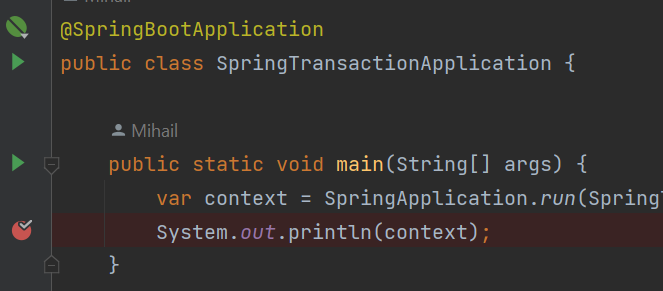 Mihail
@SpringBootApplication
public class SpringTransactionApplication {
Mihail
public static void main(String[] args) {
var context = SpringApplication.run(Spring
System.out.println(context);
}